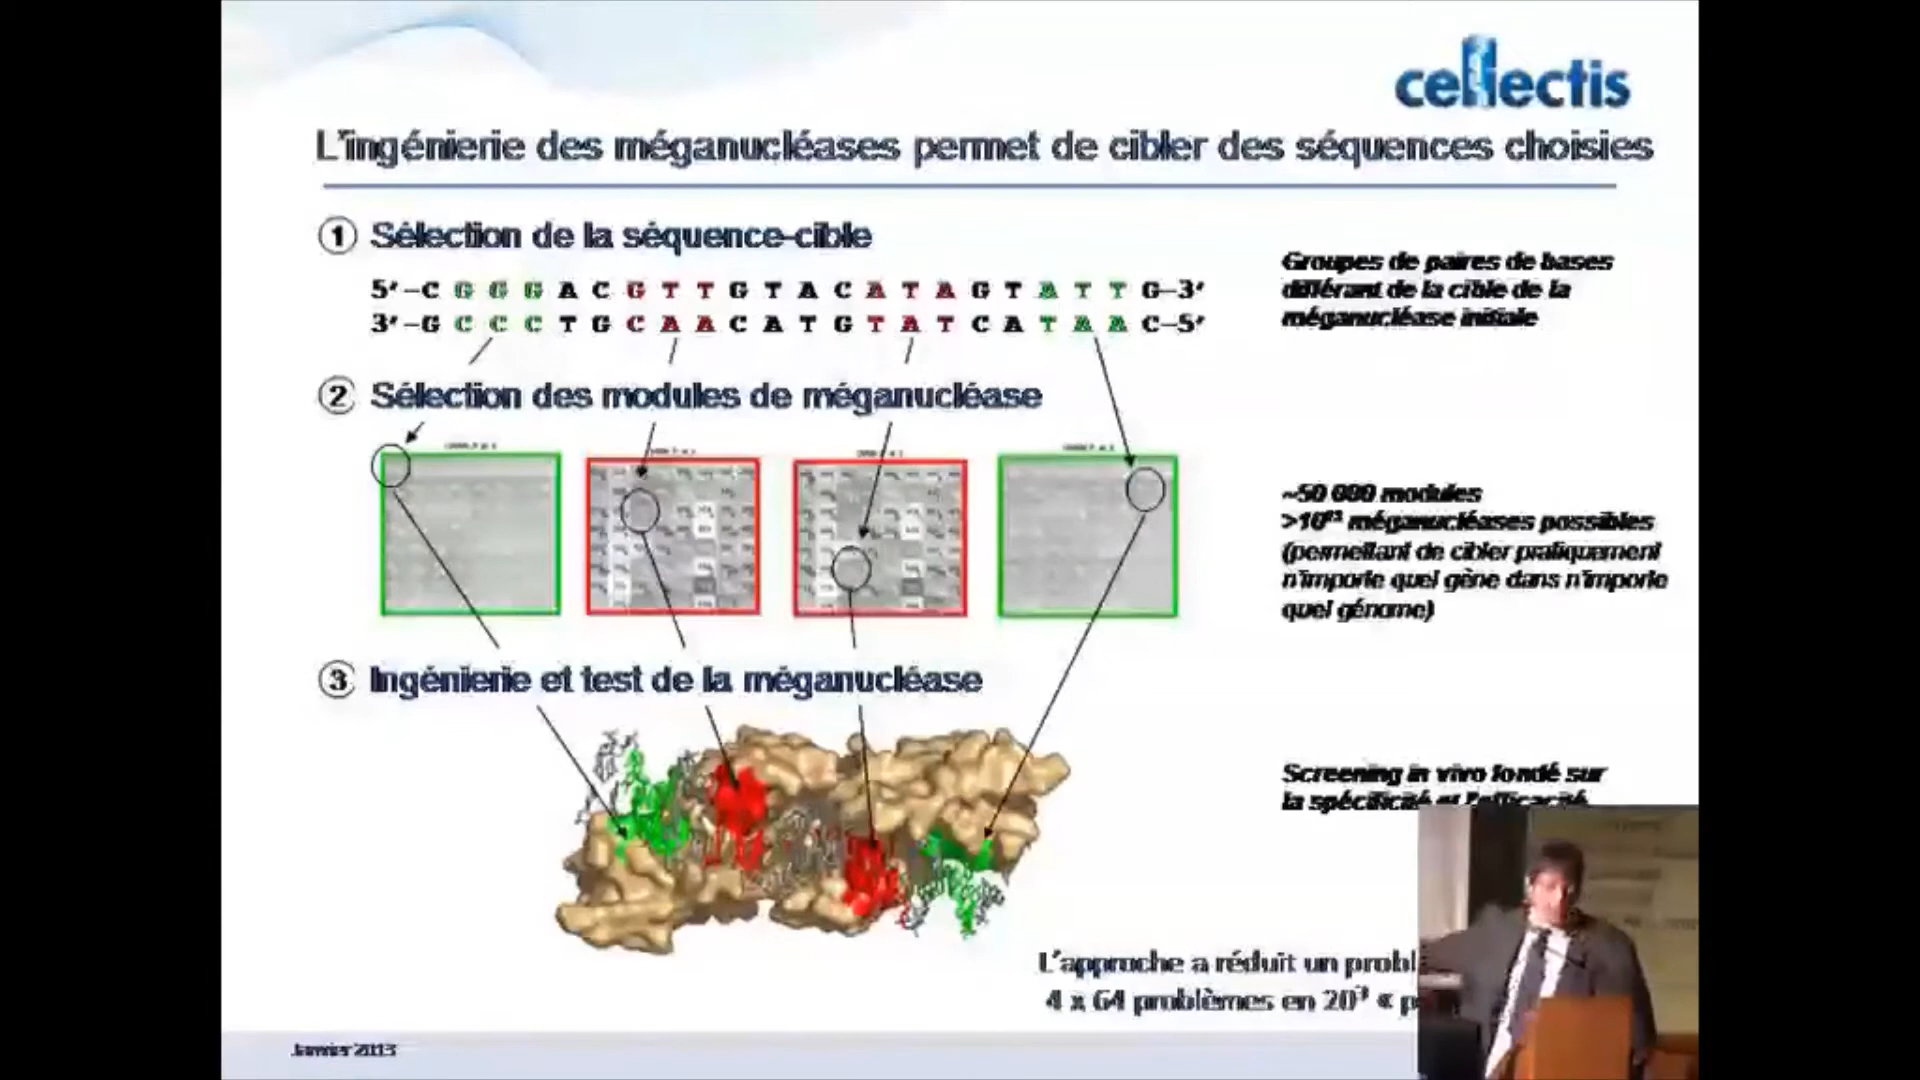 cellectis
L'ingénierie des méganucléases permet de cibler des séquences choisies
1 Sélection de la séquence-cible
5'-C G G G A C G T T G T A C A T A G T A T T G-3'
3'-G C C C T G C A A C A T G T A T C A T A A C-5'
Groupes de paires de bases
différant de la cible de la
méganucléase initiale
2 Sélection des modules de méganucléase
~50 000 modules
méganucléases possibles
(permettant de cibler pratiquement
n'importe quel gène dans n'importe
quel génome)
3 Ingénierie et test de la méganucléase
Screening in vivo fondé sur
la spécificité et l'efficacité
L'approche a réduit un probl
4 x 64 problèmes en 20³ « p
Janvier 2013